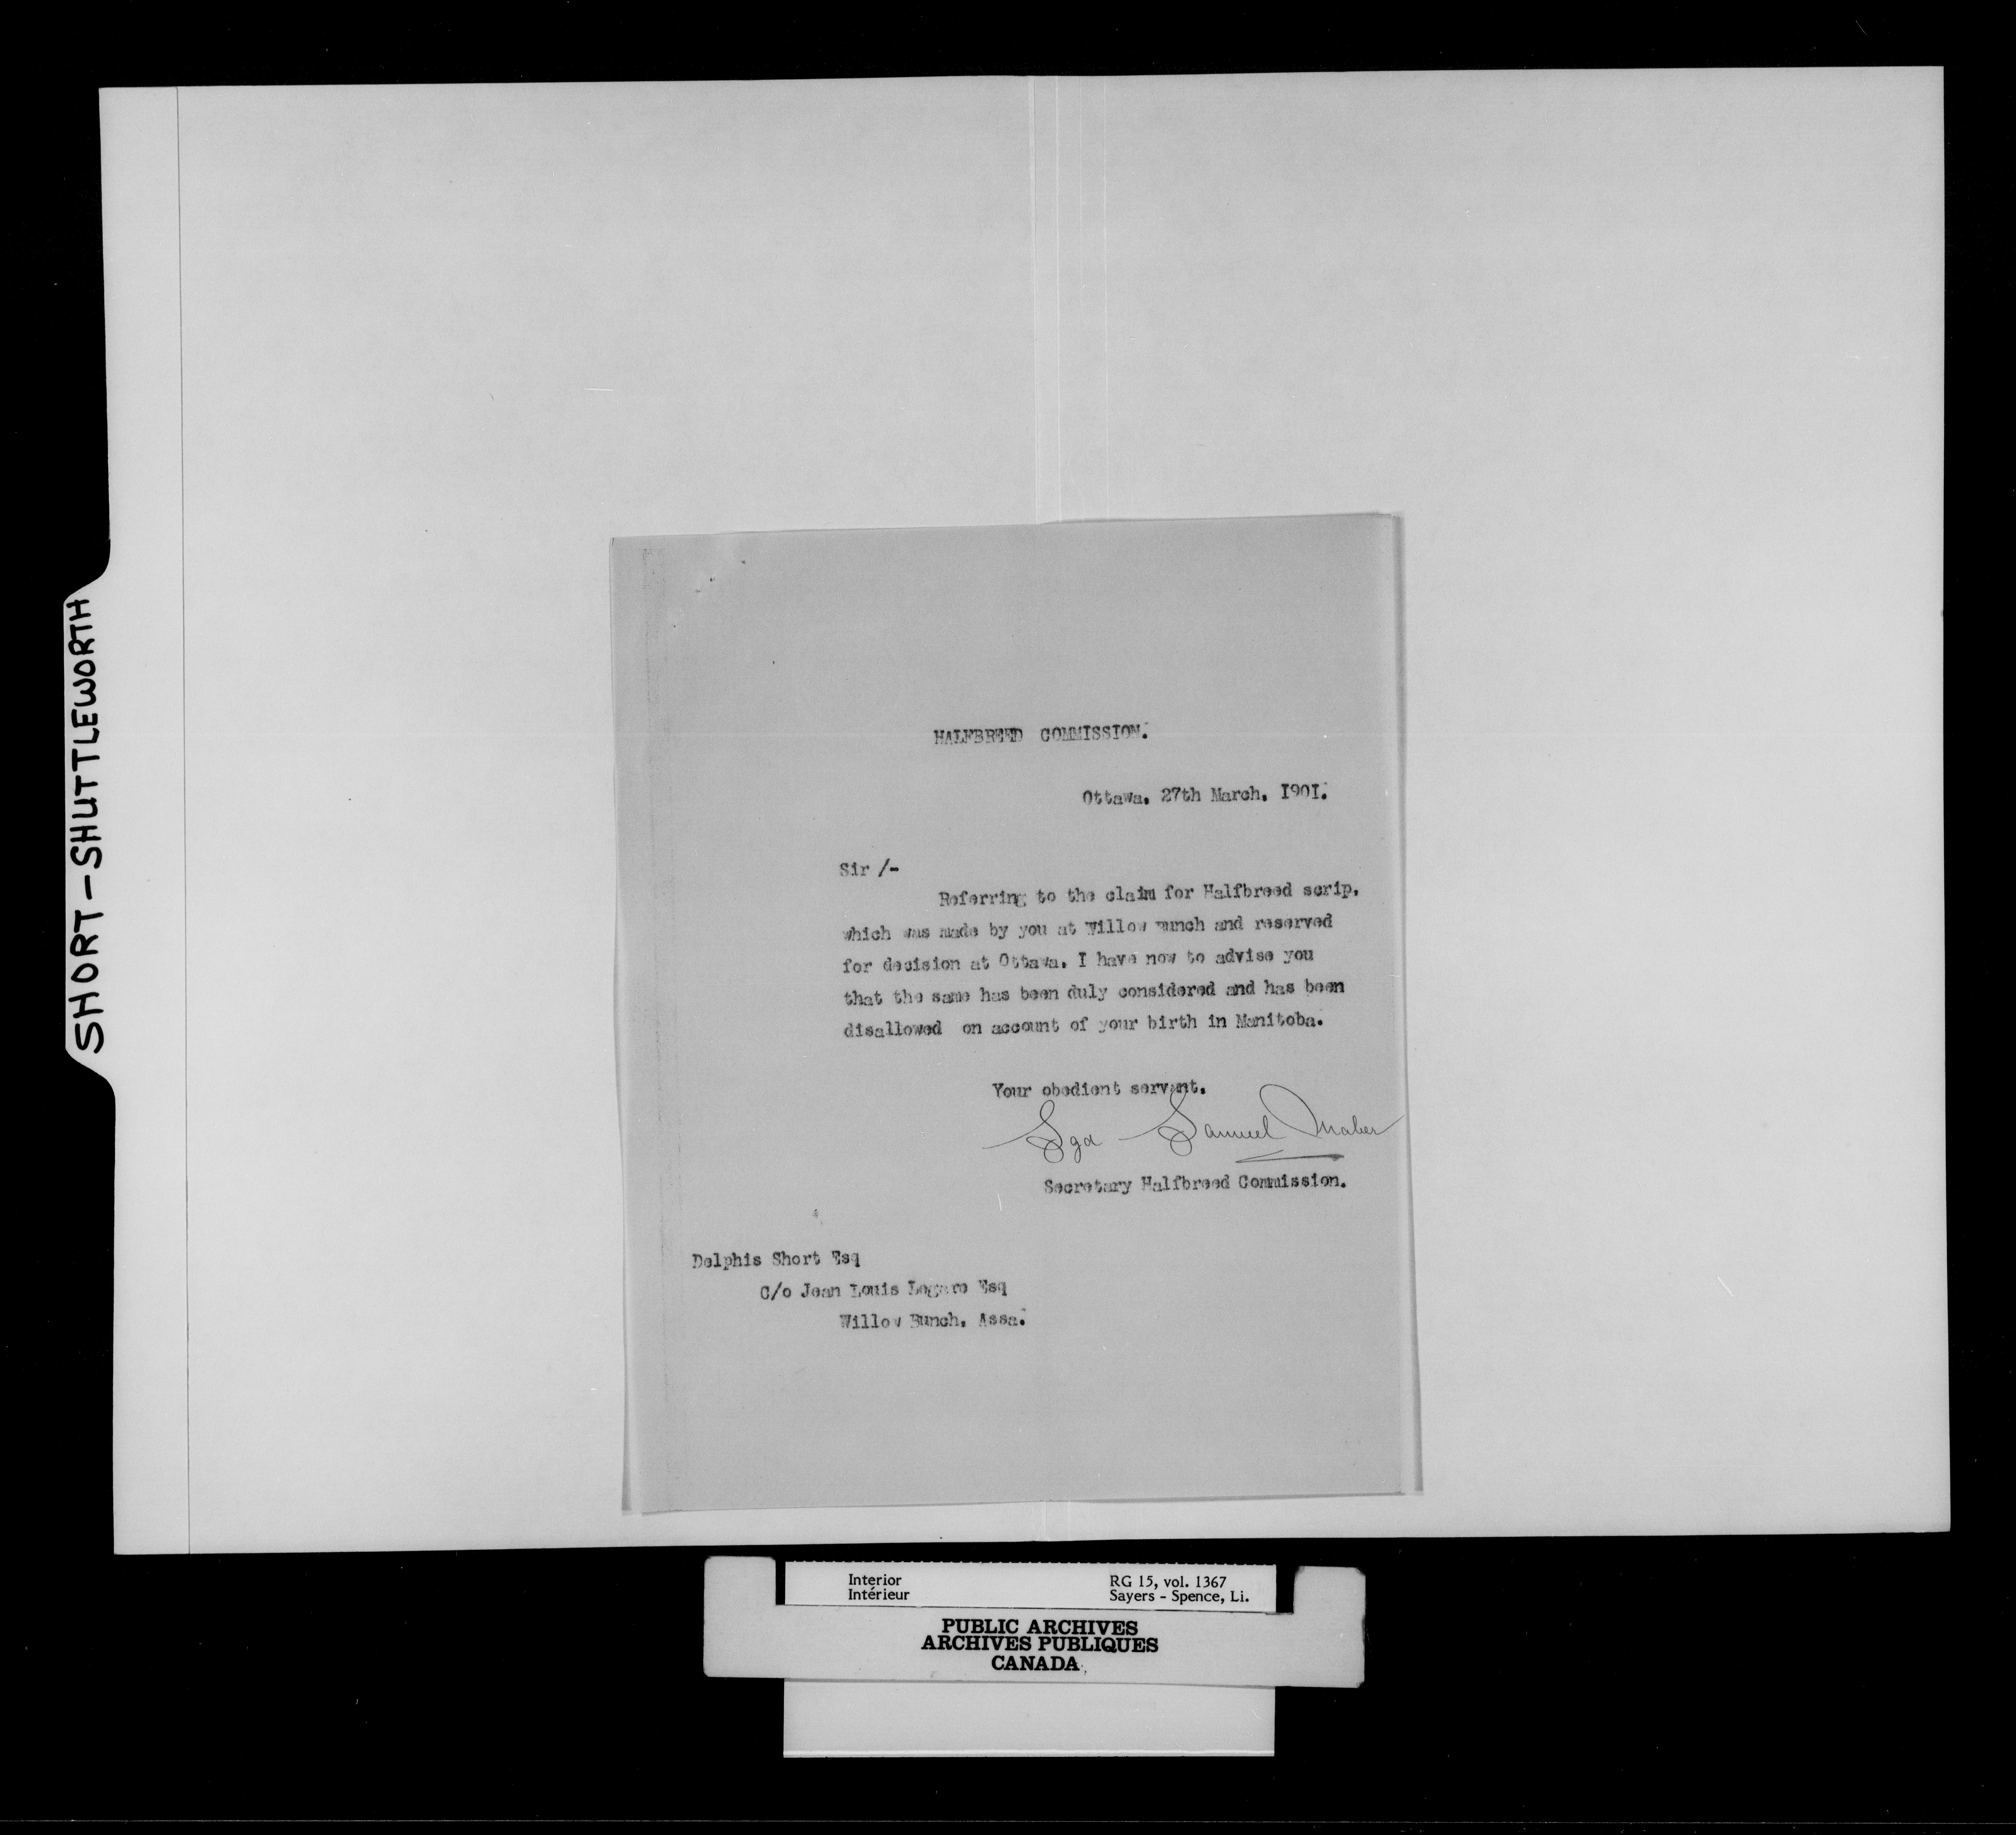 SHORT-SHUTTLEWORTH
HALFBREED COMMISSION.
Ottawa. 27th March. I90I.
Sir /-
Referring to the claim for Halfbreed scrip.
which was made by you at Willow Bunch and reserved
for decision at Ottawa. I have now to advise you
that the same has been duly considered and has been
disallowed on account of your birth in Manitoba.
Your obedient servant.
Sgd Samuel Maber
Secretary Halfbreed Commission.
Delphis Short Esq
C/o Jean Louis Legare Esq
Willow Bunch. Assa.
Interior
Intérieur
RG 15, vol. 1367
Sayers - Spence, Li.
PUBLIC ARCHIVES
ARCHIVES PUBLIQUES
CANADA